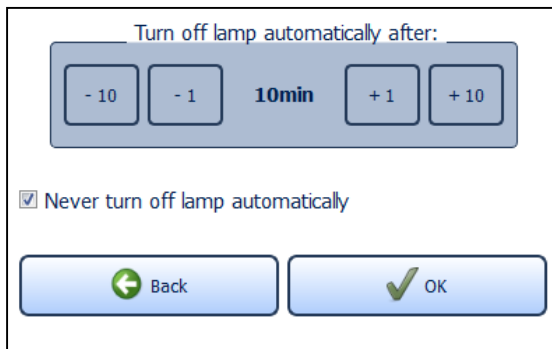 Turn off lamp automatically after:
- 10 - 1 10min + 1 + 10
Never turn off lamp automatically
Back OK